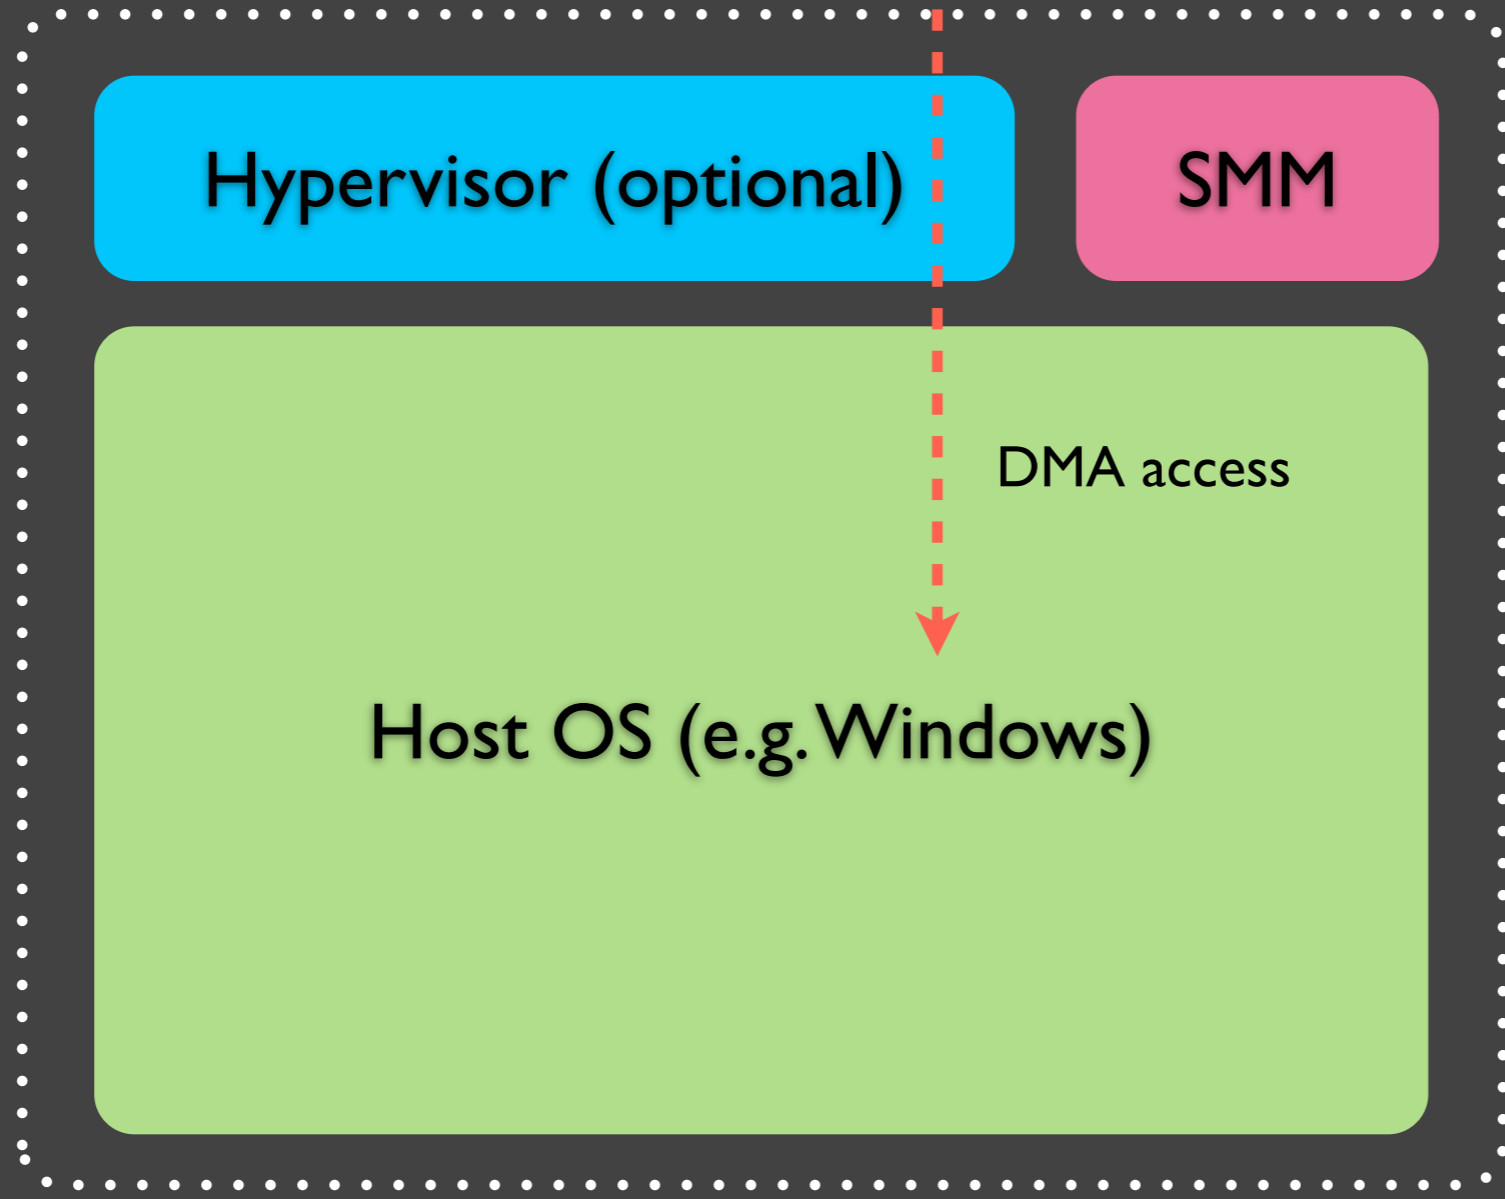 Hypervisor (optional)
SMM
DMA access
Host OS (e.g. Windows)